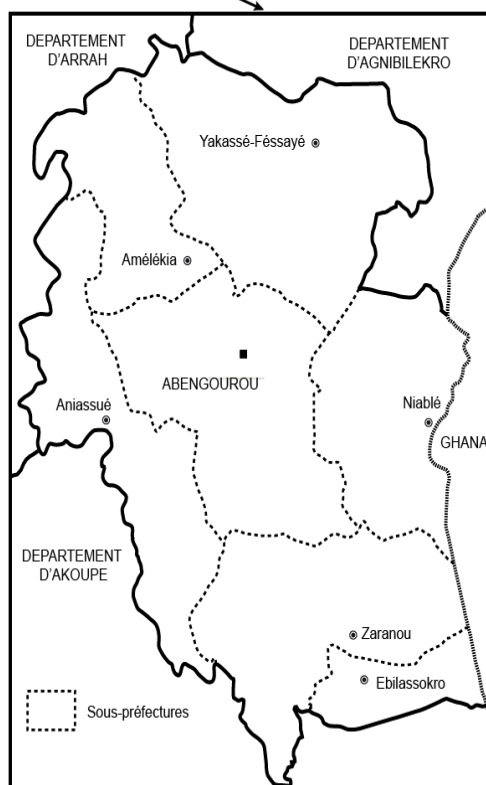 DEPARTEMENT
D'ARRAH
DEPARTEMENT
D'AGNIBILEKRO
Yakassé-Féssayé
Amélékia
ABENGOUROU
Aniassué
Niablé
GHANA
DEPARTEMENT
D'AKOUPE
Zaranou
Ebilassokro
Sous-préfectures